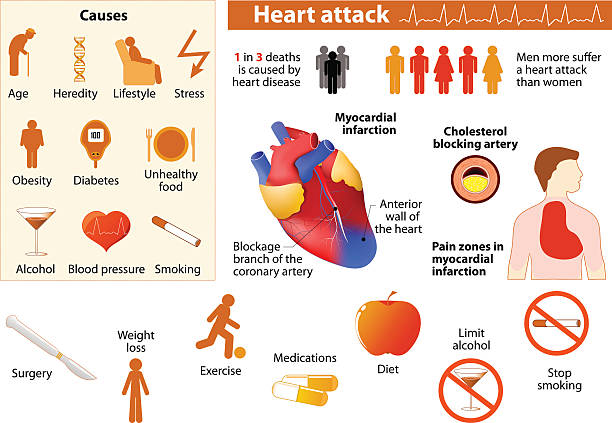 Causes
Age
Heredity
Lifestyle
Stress
Obesity
Diabetes
100
Unhealthy
food
Alcohol
Blood pressure
Smoking
Heart attack
1 in 3 deaths
is caused by
heart disease
Men more suffer
a heart attack
than women
Myocardial
infarction
Cholesterol
blocking artery
Anterior
wall of
the heart
Blockage
branch of the
coronary artery
Pain zones in
myocardial
infarction
Surgery
Weight
loss
Exercise
Medications
Diet
Limit
alcohol
Stop
smoking